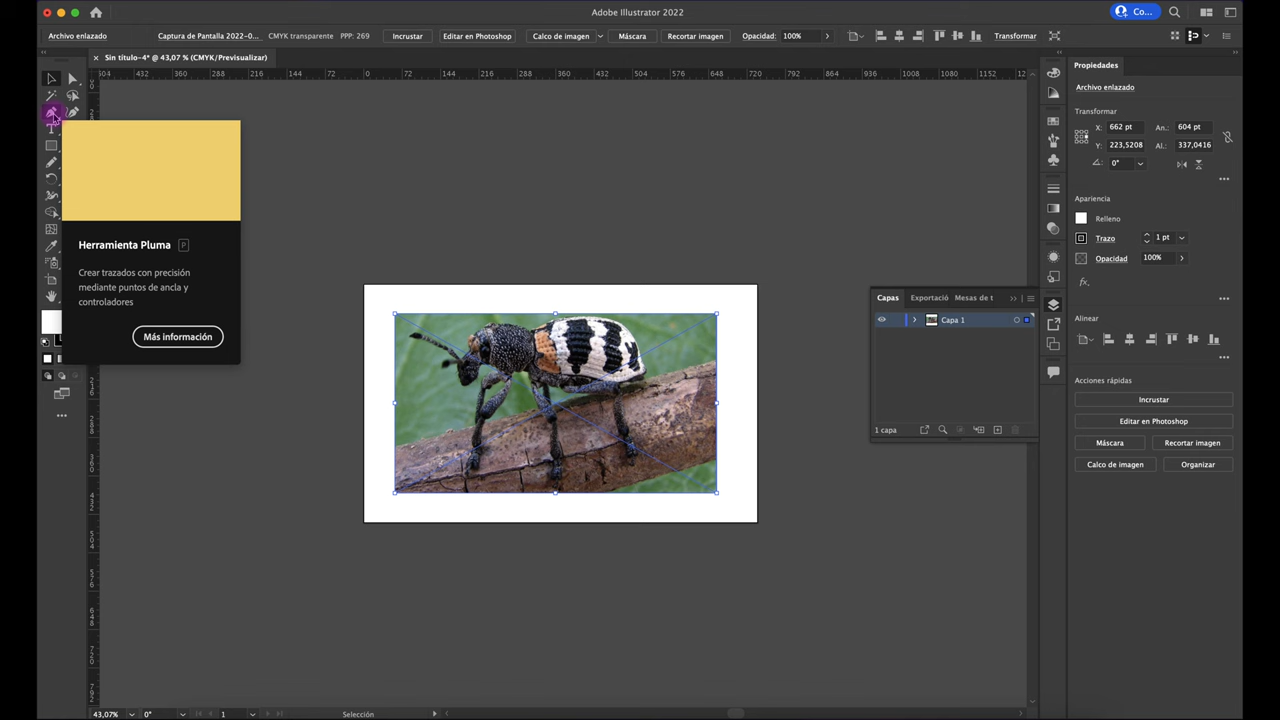 Adobe Illustrator 2022
Co...
Archivo enlazado
Captura de Pantalla 2022-0...
CMYK transparente
PPP: 269
Incrustar
Editar en Photoshop
Calco de imagen
Máscara
Recortar imagen
Opacidad:
100%
Transformar
× Sin título-4* @ 43,07 % (CMYK/Previsualizar)
504 432 360 288 216 144 72 0 72 144 216 288 360 432 504 576 648 720 792 864 936 1008 1080 1152 12
Herramienta Pluma P
Crear trazados con precisión
mediante puntos de ancla y
controladores
Más información
Capas
Exportació
Mesas de t
Capa 1
1 capa
Propiedades
Archivo enlazado
Transformar
X: 662 pt
An.: 604 pt
Y: 223,5208
Al.: 337,0416
0°
Apariencia
Relleno
Trazo
1 pt
Opacidad
100%
fx.
Alinear
Acciones rápidas
Incrustar
Editar en Photoshop
Máscara
Recortar imagen
Calco de imagen
Organizar
43,07%
0°
1
Selección